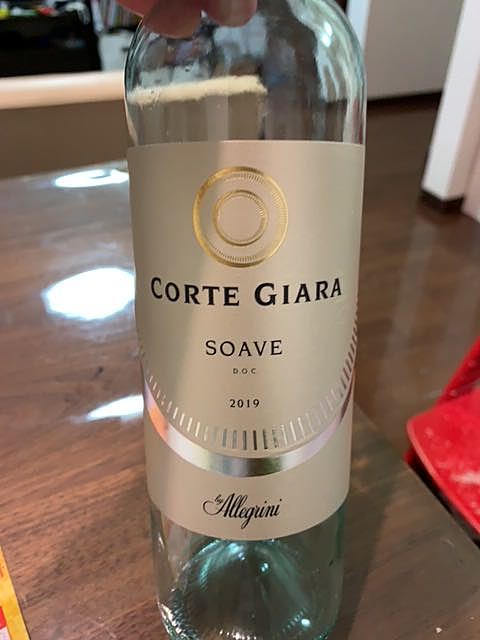 CORTE GIARA
SOAVE
D.O.C.
2019
by Allegrini